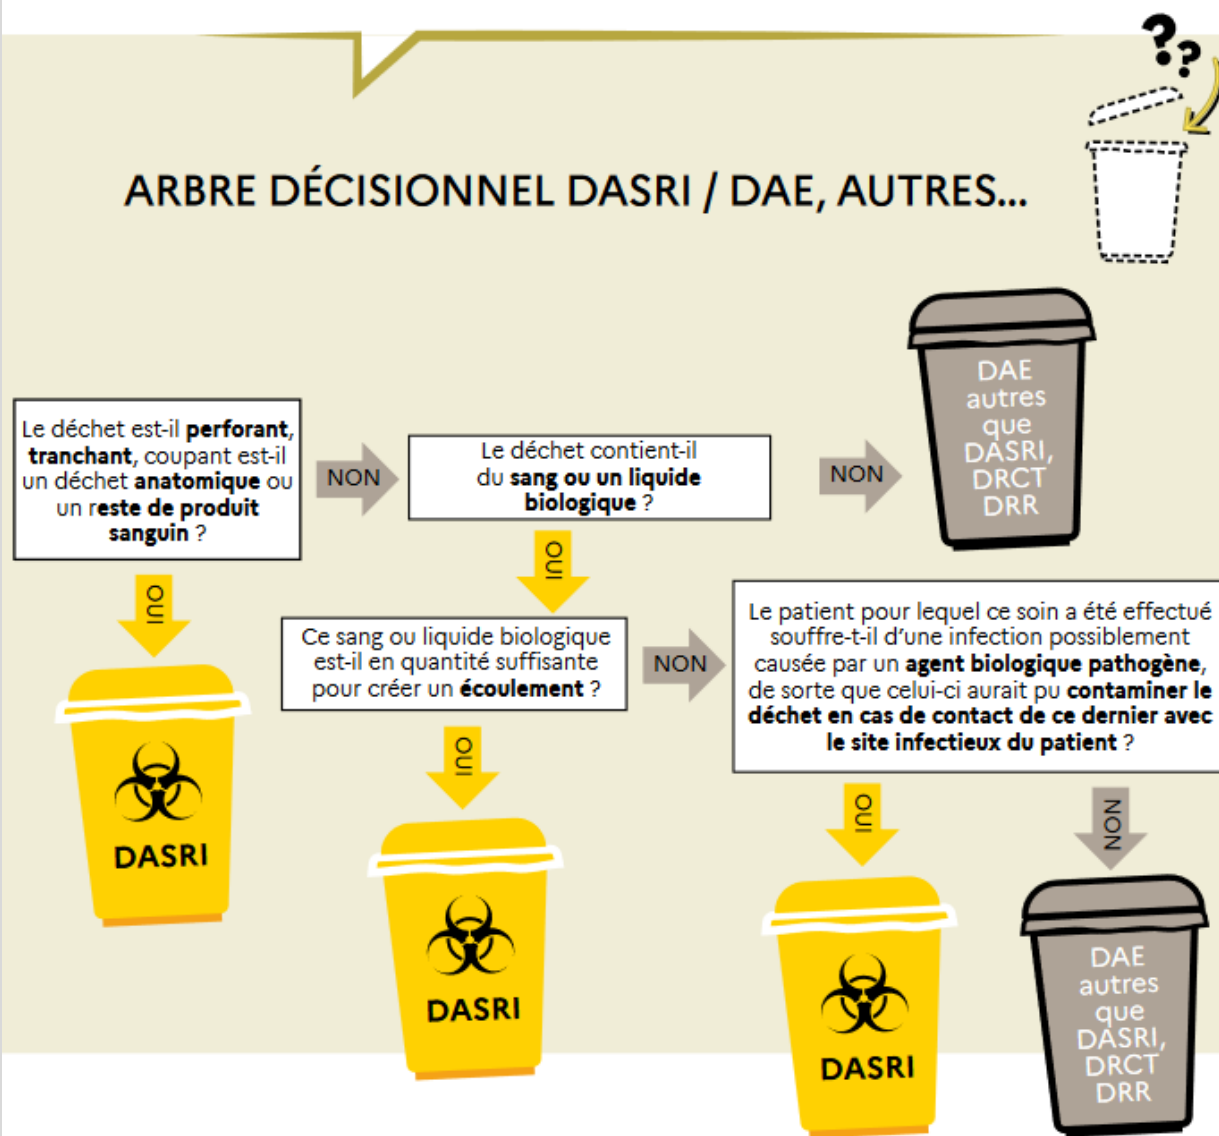 ??
ARBRE DÉCISIONNEL DASRI / DAE, AUTRES...
Le déchet est-il perforant,
tranchant, coupant est-il
un déchet anatomique ou
un reste de produit
sanguin ?
NON
Le déchet contient-il
du sang ou un liquide
biologique ?
NON
DAE
autres
que
DASRI,
DRCT
DRR
OUI
OUI
DASRI
Ce sang ou liquide biologique
est-il en quantité suffisante
pour créer un écoulement ?
NON
Le patient pour lequel ce soin a été effectué
souffre-t-il d'une infection possiblement
causée par un agent biologique pathogène,
de sorte que celui-ci aurait pu contaminer le
déchet en cas de contact de ce dernier avec
le site infectieux du patient ?
OUI
DASRI
OUI
DASRI
NON
DAE
autres
que
DASRI,
DRCT
DRR